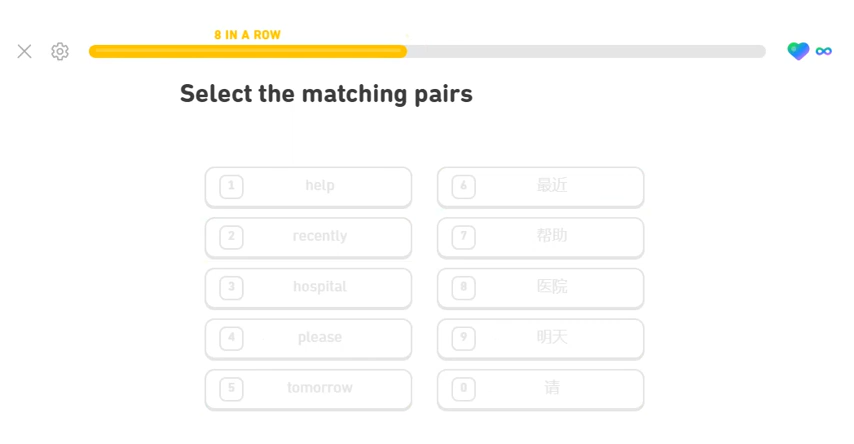 8 IN A ROW
Select the matching pairs
1 help
6 最近
2 recently
7 帮助
3 hospital
8 医院
4 please
9 明天
5 tomorrow
0 请